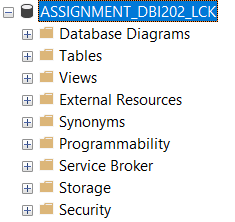 ASSIGNMENT_DBI202_LCK
Database Diagrams
Tables
Views
External Resources
Synonyms
Programmability
Service Broker
Storage
Security